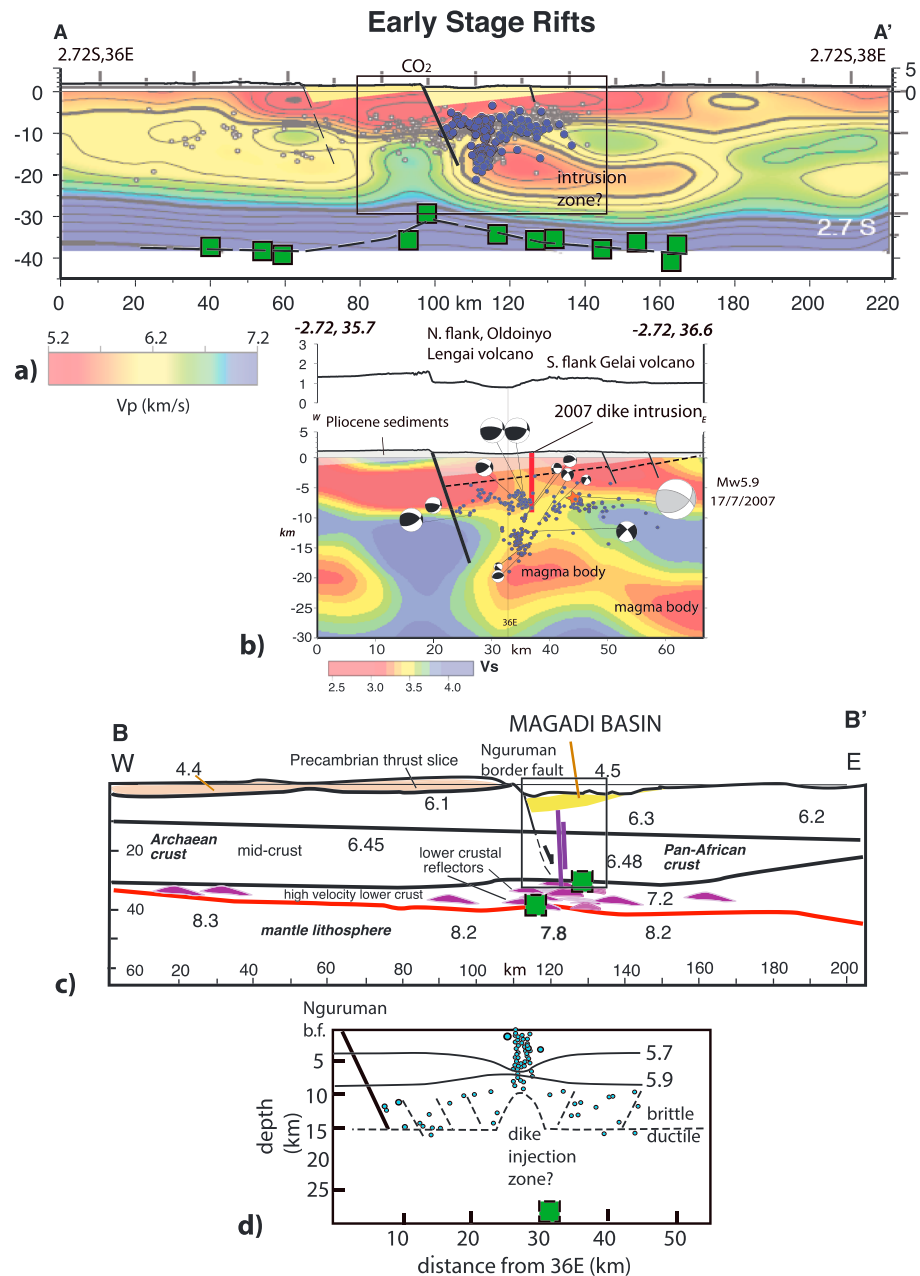 Early Stage Rifts
A
A’
2.72S,36E
CO2
2.72S,38E
0
-10
-20
-30
-40
5
0
intrusion
zone?
2.7 S
0 20 40 60 80 100 km 120 140 160 180 200 220
5.2 6.2 7.2
a)
Vp (km/s)
-2.72, 35.7
N. flank, Oldoinyo
Lengai volcano
-2.72, 36.6
S. flank Gelai volcano
3
2
1
0
W
E
Pliocene sediments
2007 dike intrusion
5
0
-5
-10
km
-15
-20
-25
-30
Mw5.9
17/7/2007
magma body
magma body
36E
b)
0 10 20 30 km 40 50 60
Vs
2.5 3.0 3.5 4.0
B
B’
MAGADI BASIN
W
E
Nguruman
border fault
4.4
Precambrian thrust slice
4.5
6.1
6.3
6.2
Archaean
crust
mid-crust
6.45
lower crustal
reflectors
6.48
Pan-African
crust
20
high velocity lower crust
7.2
40
8.3
mantle lithosphere
8.2
7.8
8.2
60 20 40 60 80 100 km 120 140 160 200
c)
Nguruman
b.f.
5
10
15
20
25
depth
(km)
5.7
5.9
brittle
ductile
dike
injection
zone?
d)
10 20 30 40 50
distance from 36E (km)